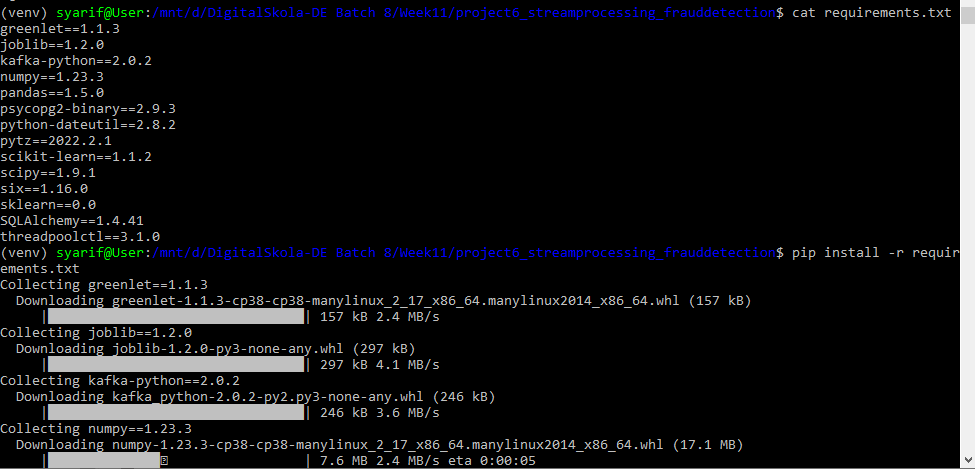 (venv) syarif@User:/mnt/d/DigitalSkola-DE Batch 8/Week11/project6_streamprocessing_frauddetection$ cat requirements.txt
greenlet==1.1.3
joblib==1.2.0
kafka-python==2.0.2
numpy==1.23.3
pandas==1.5.0
psycopg2-binary==2.9.3
python-dateutil==2.8.2
pytz==2022.2.1
scikit-learn==1.1.2
scipy==1.9.1
six==1.16.0
sklearn==0.0
SQLAlchemy==1.4.41
threadpoolctl==3.1.0
(venv) syarif@User:/mnt/d/DigitalSkola-DE Batch 8/Week11/project6_streamprocessing_frauddetection$ pip install -r requir
ements.txt
Collecting greenlet==1.1.3
  Downloading greenlet-1.1.3-cp38-cp38-manylinux_2_17_x86_64.manylinux2014_x86_64.whl (157 kB)
     |████████████████████████████████| 157 kB 2.4 MB/s
Collecting joblib==1.2.0
  Downloading joblib-1.2.0-py3-none-any.whl (297 kB)
     |████████████████████████████████| 297 kB 4.1 MB/s
Collecting kafka-python==2.0.2
  Downloading kafka_python-2.0.2-py2.py3-none-any.whl (246 kB)
     |████████████████████████████████| 246 kB 3.6 MB/s
Collecting numpy==1.23.3
  Downloading numpy-1.23.3-cp38-cp38-manylinux_2_17_x86_64.manylinux2014_x86_64.whl (17.1 MB)
     |██████████████                  | 7.6 MB 2.4 MB/s eta 0:00:05